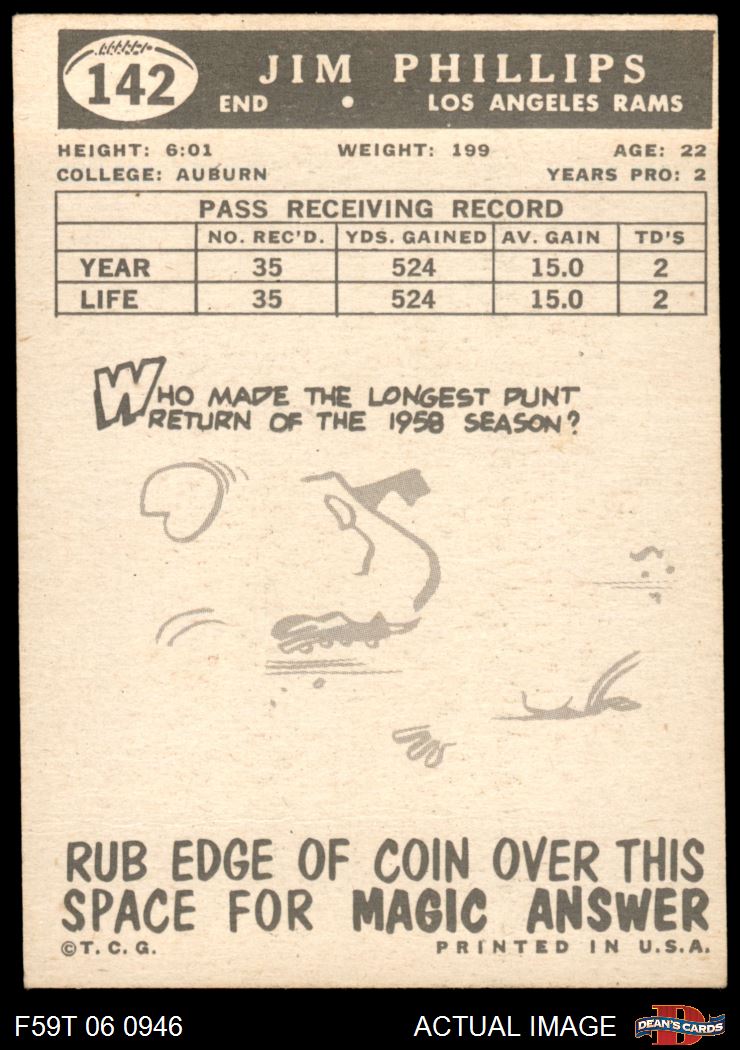 142
JIM PHILLIPS
END • LOS ANGELES RAMS
HEIGHT: 6:01 WEIGHT: 199 AGE: 22
COLLEGE: AUBURN YEARS PRO: 2
PASS RECEIVING RECORD
NO. REC'D. YDS. GAINED AV. GAIN TD'S
YEAR 35 524 15.0 2
LIFE 35 524 15.0 2
WHO MADE THE LONGEST PUNT
RETURN OF THE 1958 SEASON?
RUB EDGE OF COIN OVER THIS
SPACE FOR MAGIC ANSWER
©T. C. G. PRINTED IN U.S.A.
F59T 06 0946 ACTUAL IMAGE D DEAN'S CARDS